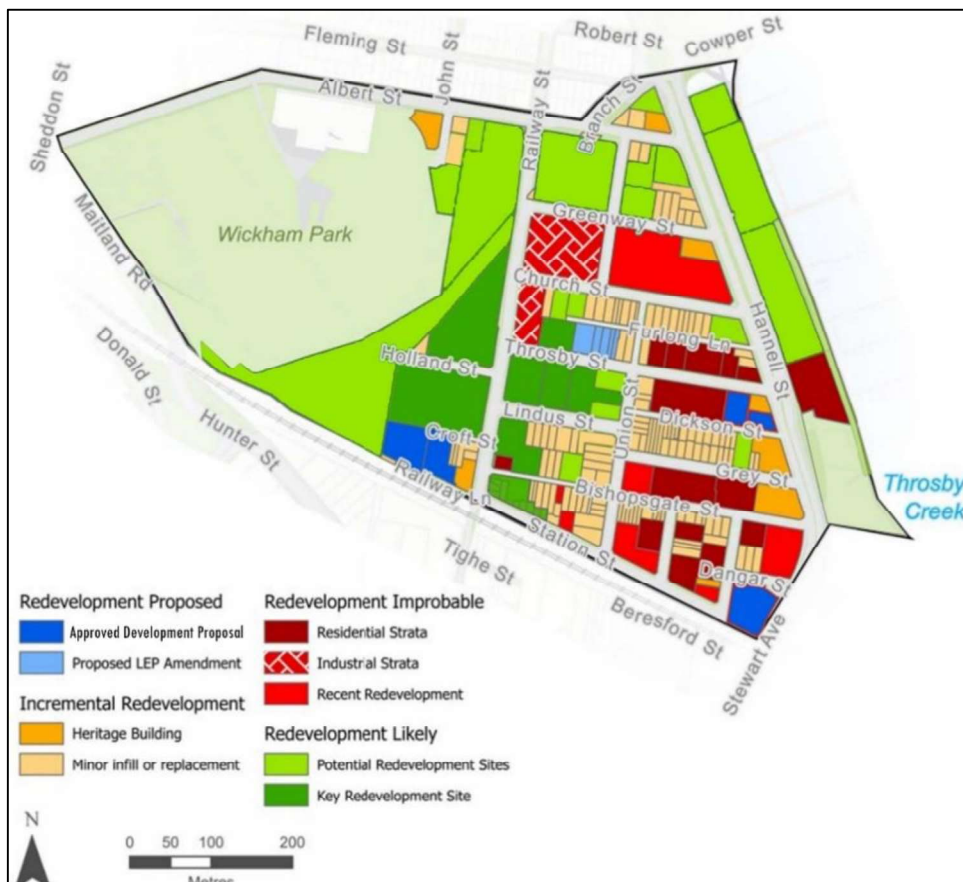 Fleming St
Robert St
Cowper St
Sheddon St
Albert St
John St
Railway St
Branch St
Maitland Rd
Wickham Park
Greenway St
Church St
Hannell St
Furlong Ln
Donald St
Hunter St
Holland St
Throsby St
Lindus St
Union St
Dickson St
Croft St
Grey St
Railway Ln
Bishopsgate St
Throsby
Creek
Station St
Tighe St
Dangar St
Beresford St
Stewart Ave
Redevelopment Proposed
Approved Development Proposal
Proposed LEP Amendment
Incremental Redevelopment
Heritage Building
Minor infill or replacement
Redevelopment Improbable
Residential Strata
Industrial Strata
Recent Redevelopment
Redevelopment Likely
Potential Redevelopment Sites
Key Redevelopment Site
N
0 50 100 200
Metres